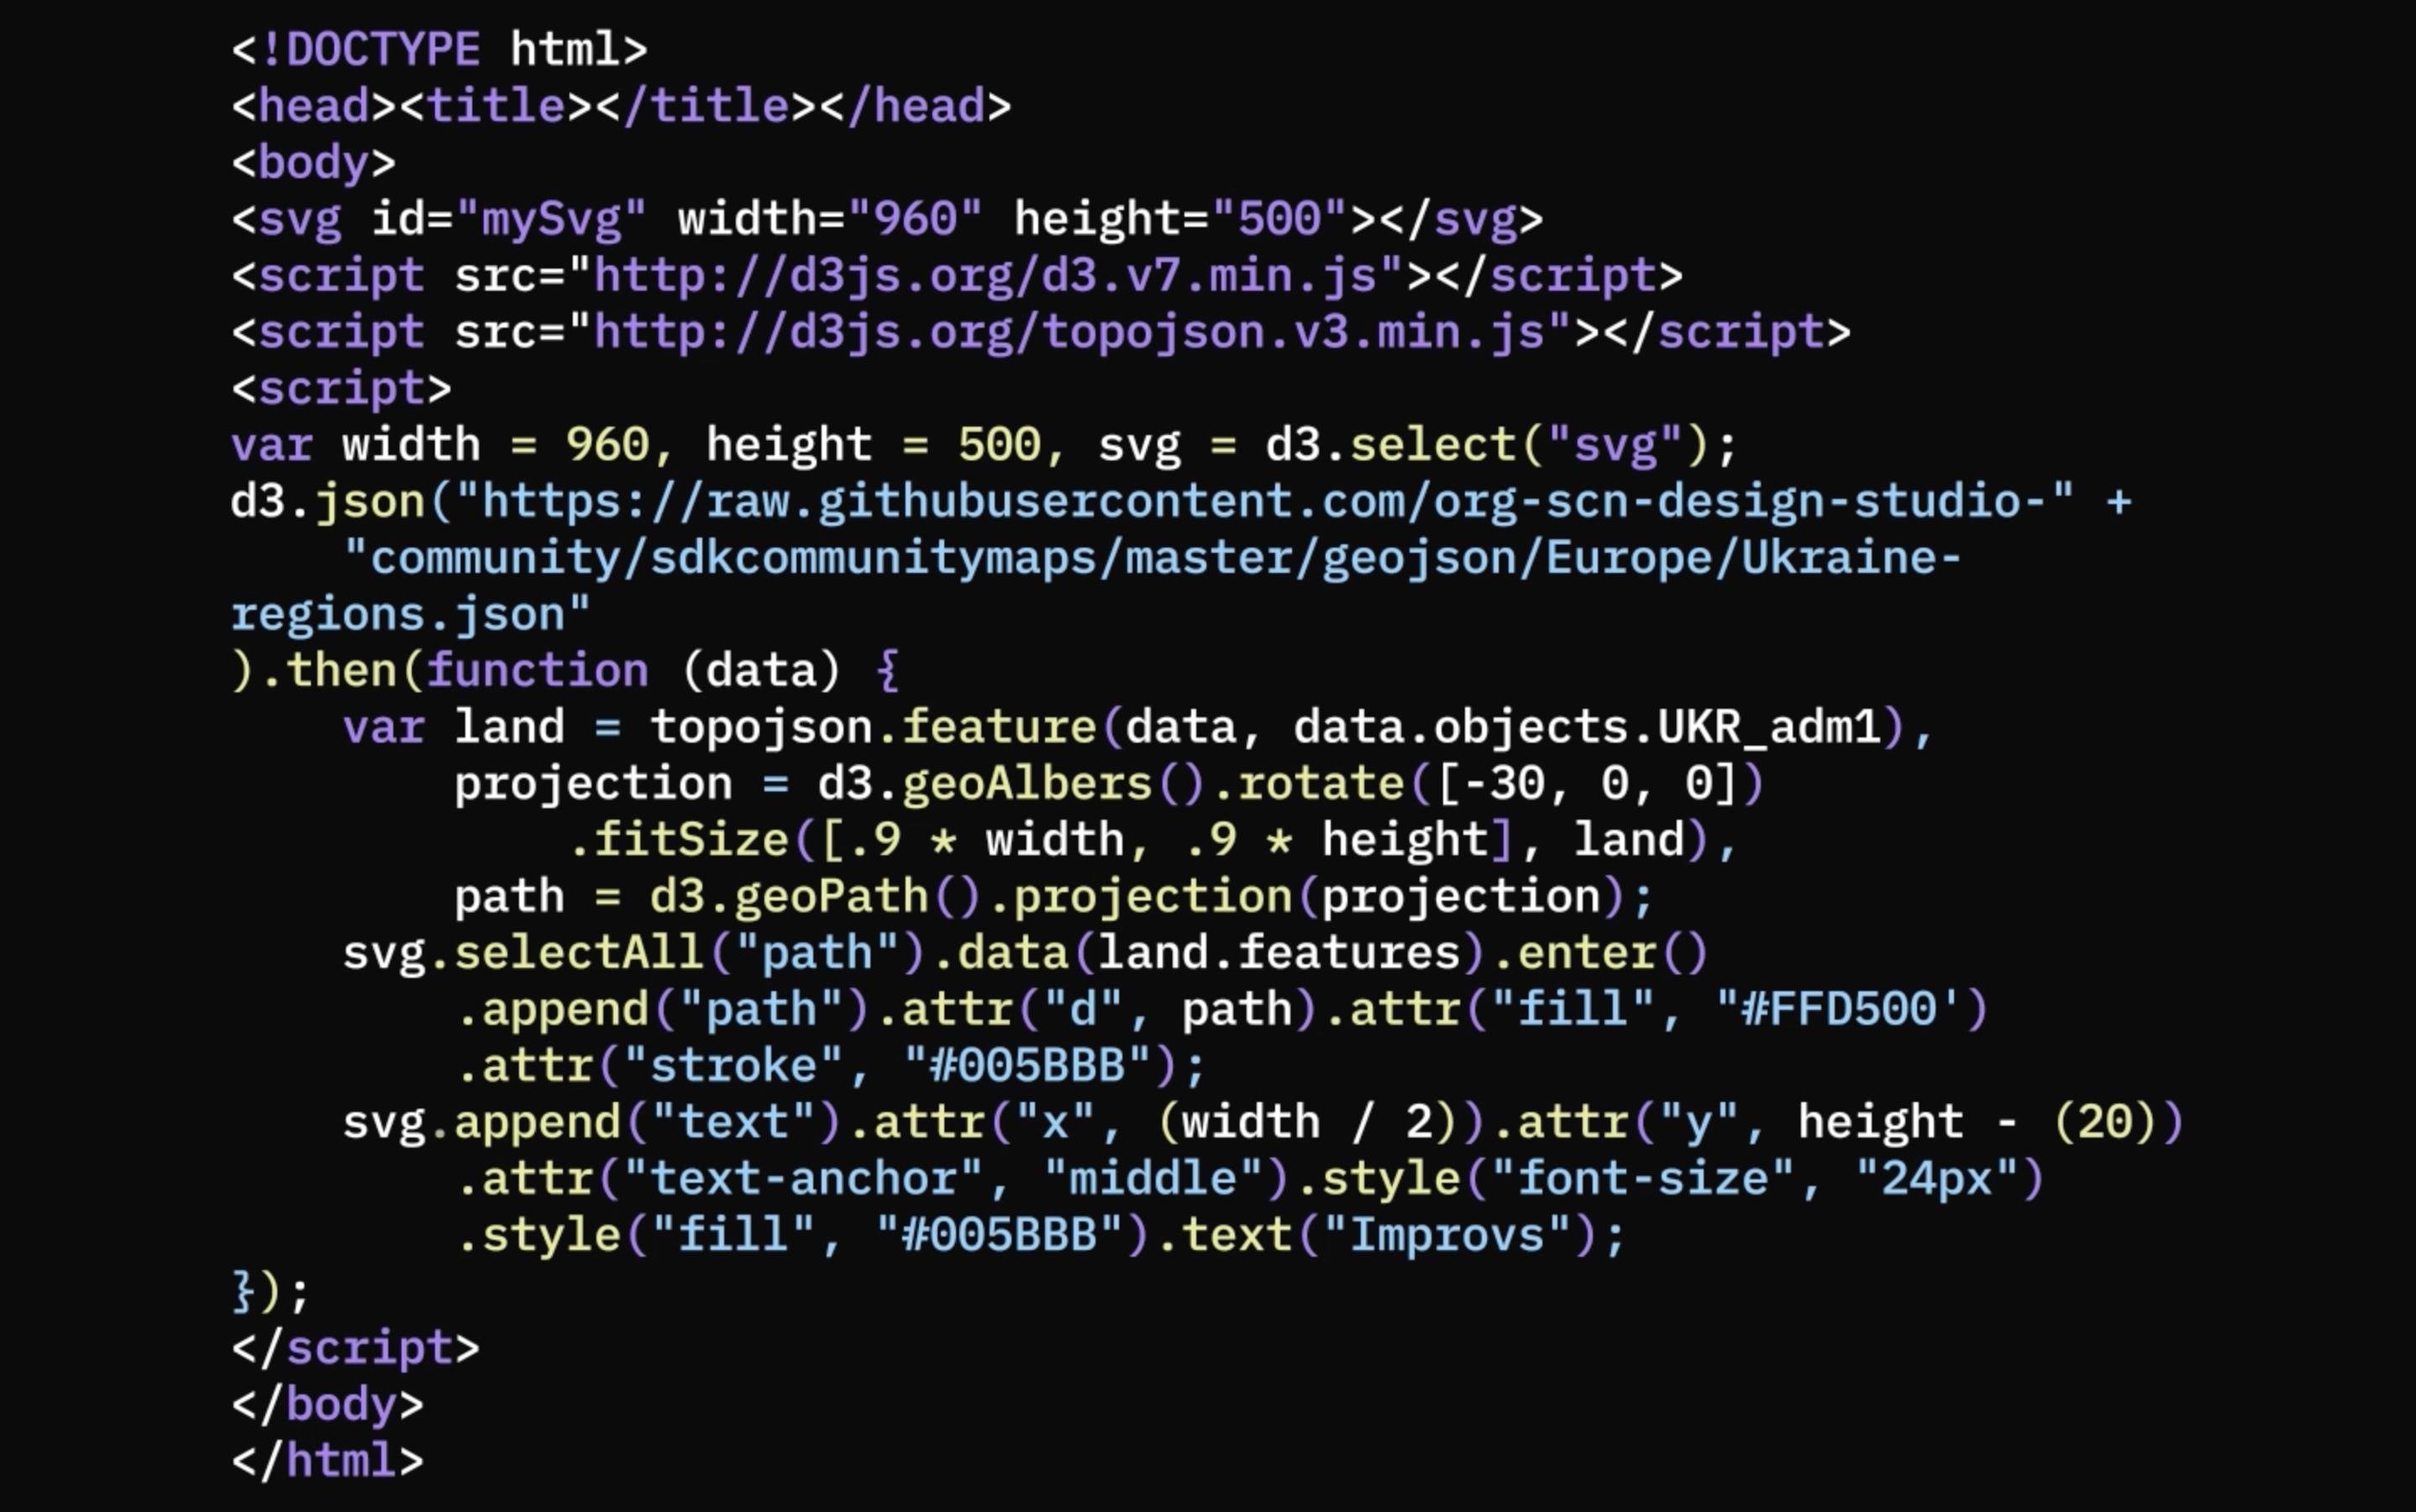 <!DOCTYPE html>
<head><title></title></head>
<body>
<svg id="mySvg" width="960" height="500"></svg>
<script src="http://d3js.org/d3.v7.min.js"></script>
<script src="http://d3js.org/topojson.v3.min.js"></script>
<script>
var width = 960, height = 500, svg = d3.select("svg");
d3.json("https://raw.githubusercontent.com/org-scn-design-studio-" +
    "community/sdkcommunitymaps/master/geojson/Europe/Ukraine-
regions.json"
).then(function (data) {
    var land = topojson.feature(data, data.objects.UKR_adm1),
        projection = d3.geoAlbers().rotate([-30, 0, 0])
            .fitSize([.9 * width, .9 * height], land),
        path = d3.geoPath().projection(projection);
    svg.selectAll("path").data(land.features).enter()
        .append("path").attr("d", path).attr("fill", "#FFD500')
        .attr("stroke", "#005BBB");
    svg.append("text").attr("x", (width / 2)).attr("y", height - (20))
        .attr("text-anchor", "middle").style("font-size", "24px")
        .style("fill", "#005BBB").text("Improvs");
});
</script>
</body>
</html>